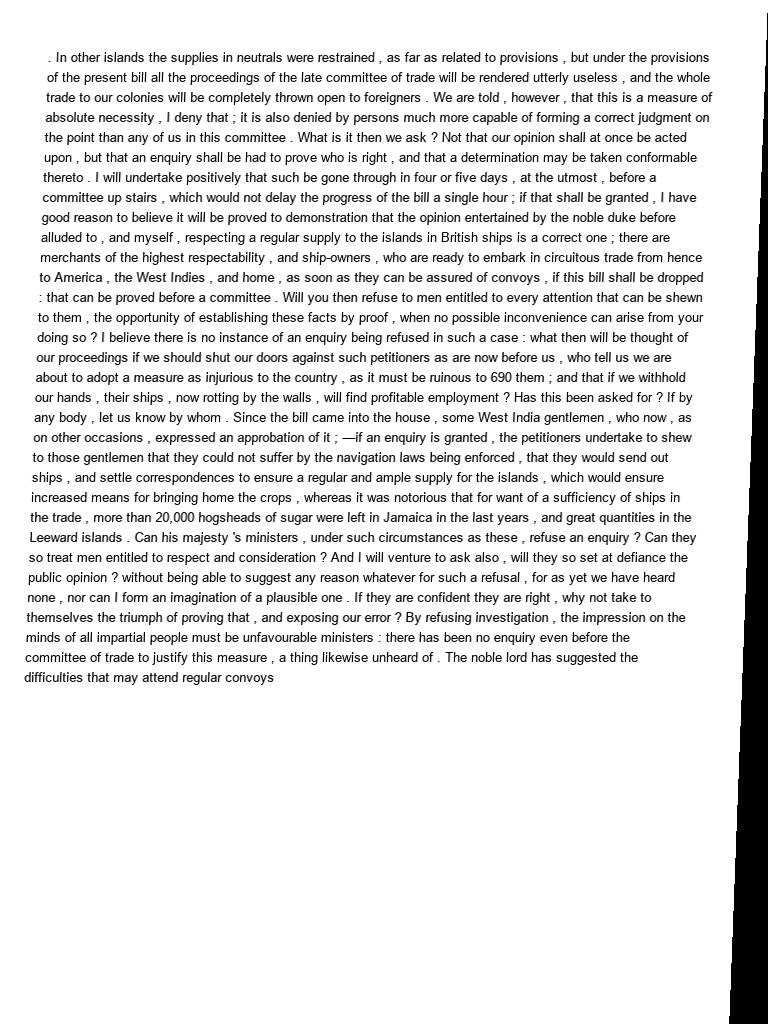 . In other islands the supplies in neutrals were restrained , as far as related to provisions , but under the provisions
of the present bill all the proceedings of the late committee of trade will be rendered utterly useless , and the whole
trade to our colonies will be completely thrown open to foreigners . We are told , however , that this is a measure of
absolute necessity , I deny that ; it is also denied by persons much more capable of forming a correct judgment on
the point than any of us in this committee . What is it then we ask ? Not that our opinion shall at once be acted
upon , but that an enquiry shall be had to prove who is right , and that a determination may be taken conformable
thereto . I will undertake positively that such be gone through in four or five days , at the utmost , before a
committee up stairs , which would not delay the progress of the bill a single hour ; if that shall be granted , I have
good reason to believe it will be proved to demonstration that the opinion entertained by the noble duke before
alluded to , and myself , respecting a regular supply to the islands in British ships is a correct one ; there are
merchants of the highest respectability , and ship-owners , who are ready to embark in circuitous trade from hence
to America , the West Indies , and home , as soon as they can be assured of convoys , if this bill shall be dropped
: that can be proved before a committee . Will you then refuse to men entitled to every attention that can be shewn
to them , the opportunity of establishing these facts by proof , when no possible inconvenience can arise from your
doing so ? I believe there is no instance of an enquiry being refused in such a case : what then will be thought of
our proceedings if we should shut our doors against such petitioners as are now before us , who tell us we are
about to adopt a measure as injurious to the country , as it must be ruinous to 690 them ; and that if we withhold
our hands , their ships , now rotting by the walls , will find profitable employment ? Has this been asked for ? If by
any body , let us know by whom . Since the bill came into the house , some West India gentlemen , who now , as
on other occasions , expressed an approbation of it ; —if an enquiry is granted , the petitioners undertake to shew
to those gentlemen that they could not suffer by the navigation laws being enforced , that they would send out
ships , and settle correspondences to ensure a regular and ample supply for the islands , which would ensure
increased means for bringing home the crops , whereas it was notorious that for want of a sufficiency of ships in
the trade , more than 20,000 hogsheads of sugar were left in Jamaica in the last years , and great quantities in the
Leeward islands . Can his majesty 's ministers , under such circumstances as these , refuse an enquiry ? Can they
so treat men entitled to respect and consideration ? And I will venture to ask also , will they so set at defiance the
public opinion ? without being able to suggest any reason whatever for such a refusal , for as yet we have heard
none , nor can I form an imagination of a plausible one . If they are confident they are right , why not take to
themselves the triumph of proving that , and exposing our error ? By refusing investigation , the impression on the
minds of all impartial people must be unfavourable ministers : there has been no enquiry even before the
committee of trade to justify this measure , a thing likewise unheard of . The noble lord has suggested the
difficulties that may attend regular convoys